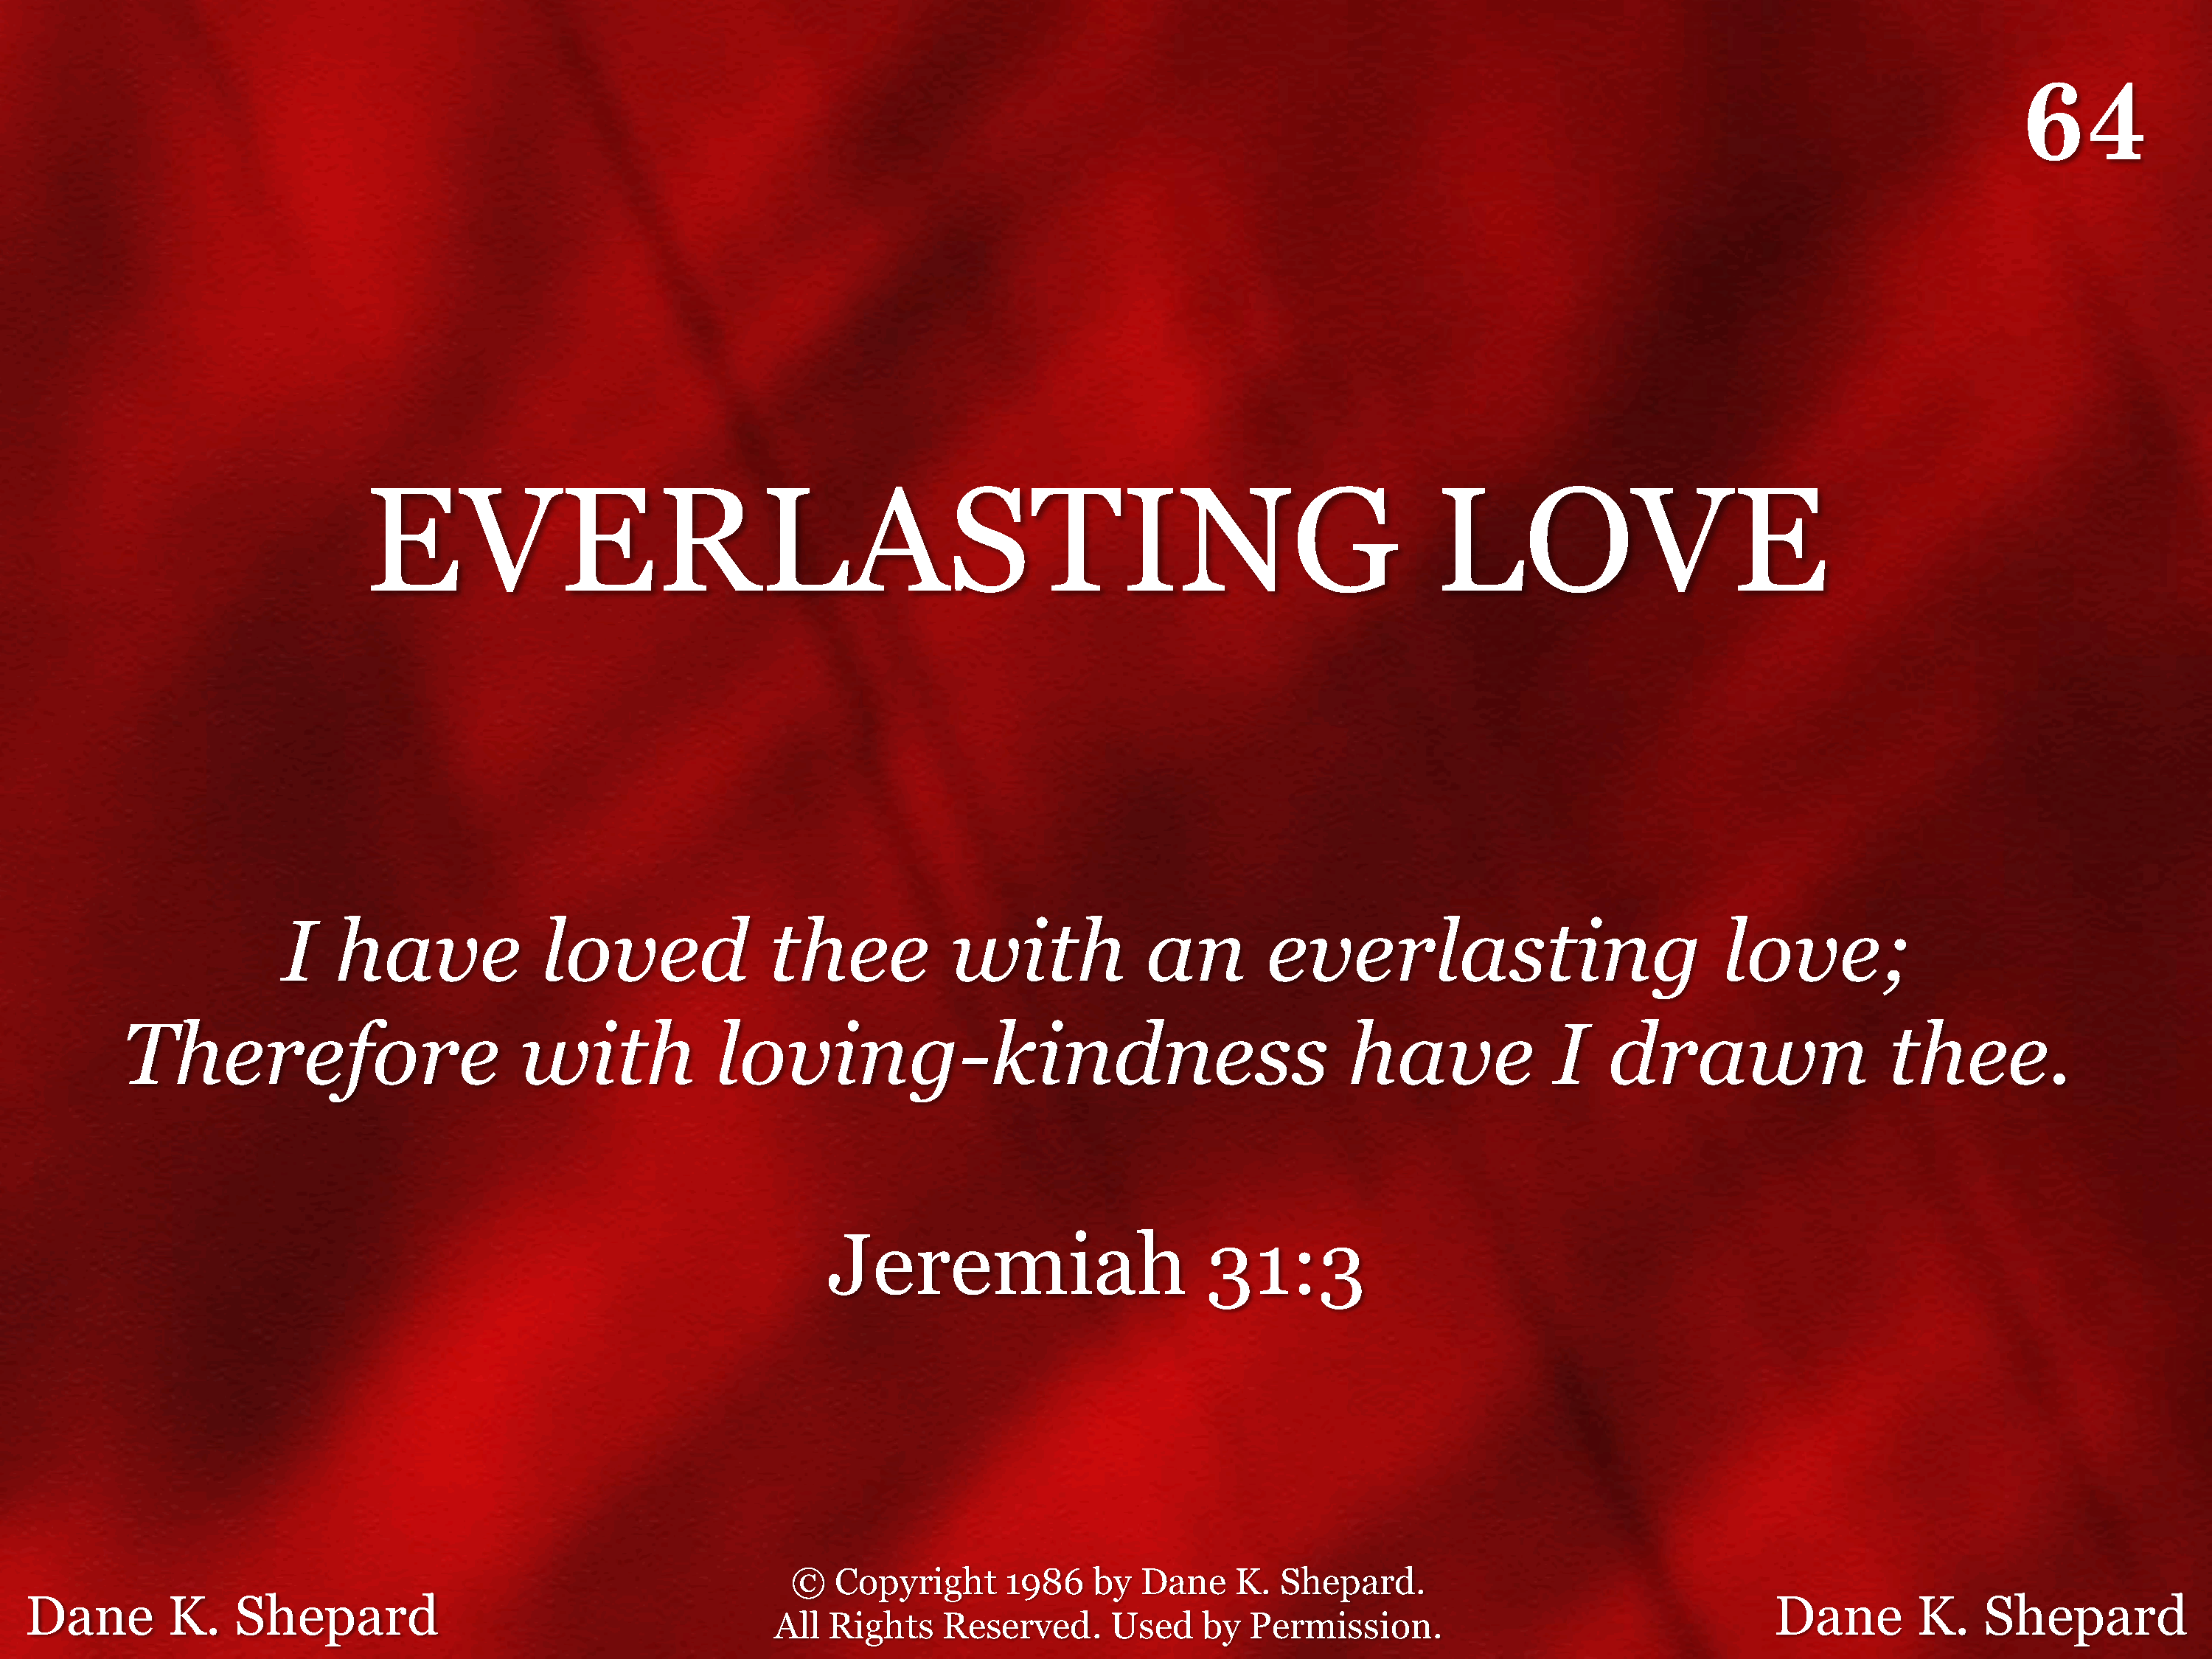 64
EVERLASTING LOVE
I have loved thee with an everlasting love;
Therefore with loving-kindness have I drawn thee.
Jeremiah 31:3
© Copyright 1986 by Dane K. Shepard.
All Rights Reserved. Used by Permission.
Dane K. Shepard
Dane K. Shepard